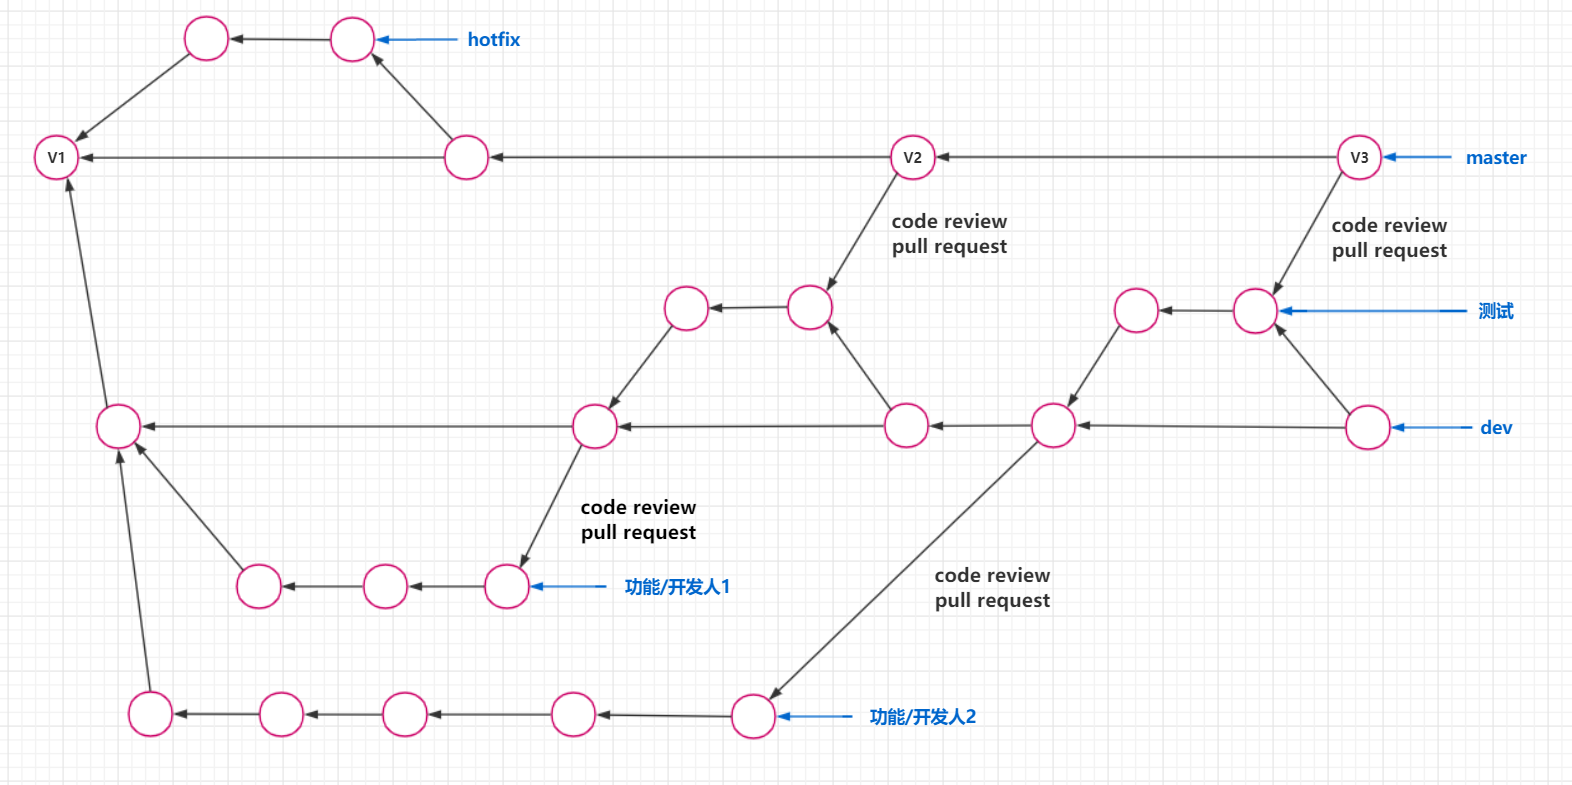 hotfix
V1
V2
V3
master
code review
pull request
code review
pull request
测试
dev
code review
pull request
功能/开发人1
code review
pull request
功能/开发人2